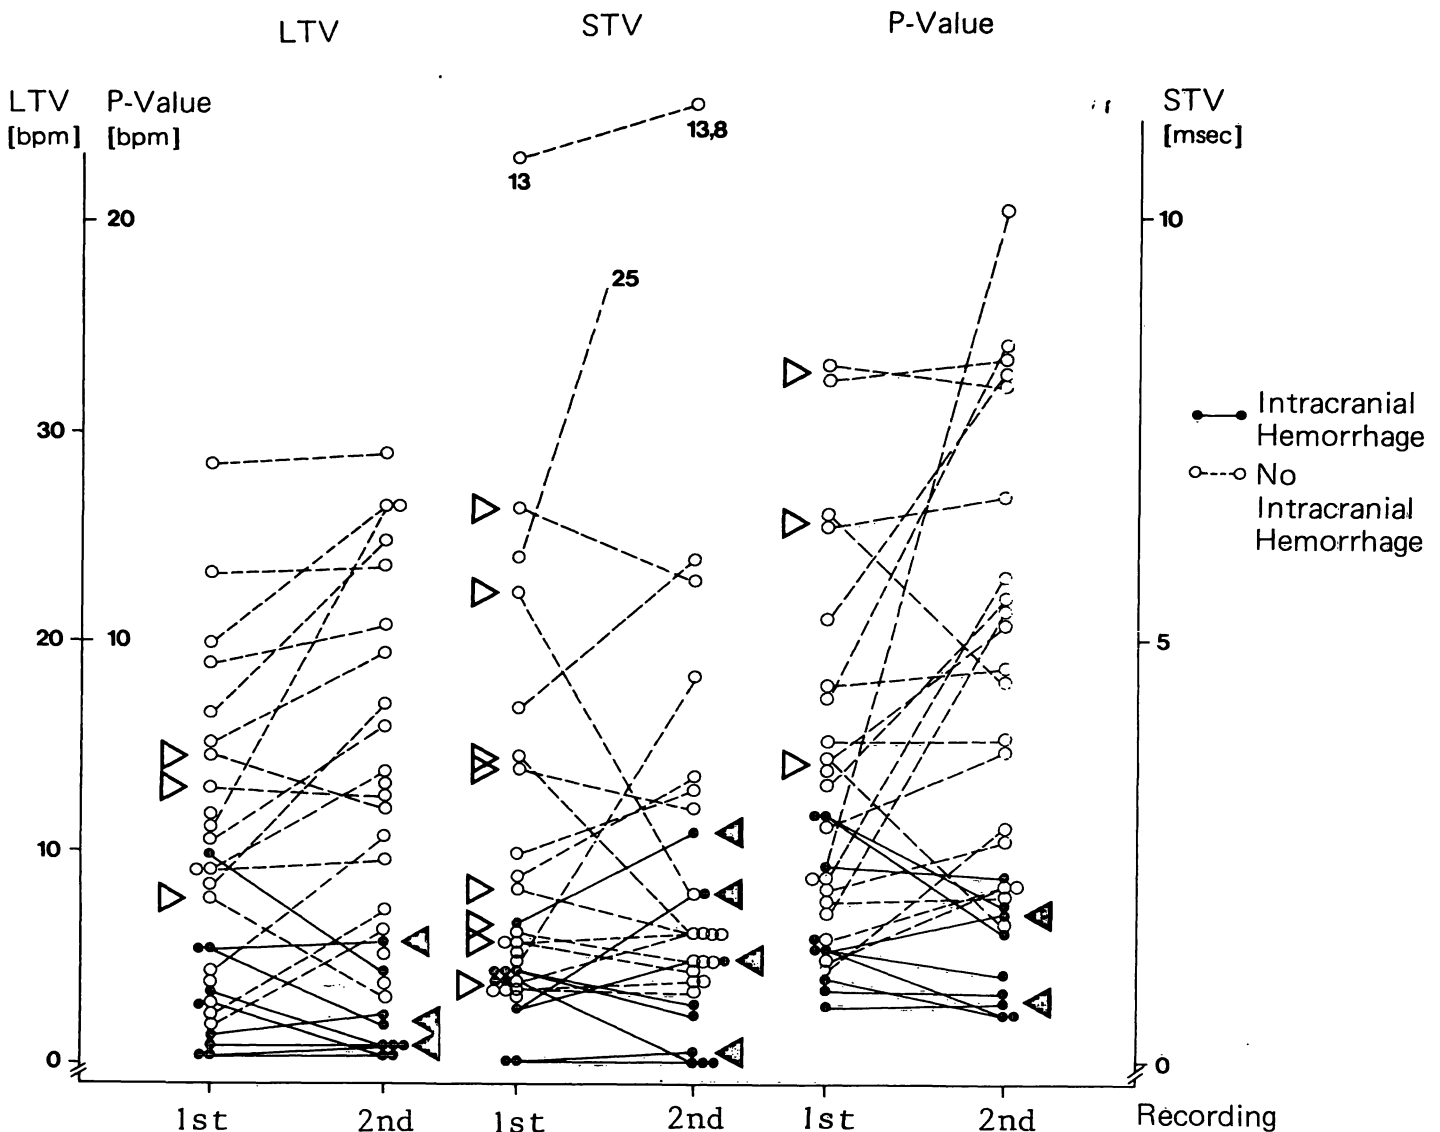 LTV STV P-Value
LTV P-Value STV
[bpm] [bpm] [msec]
13,8
13
20 10
25
30
Intracranial
Hemorrhage
No
Intracranial
Hemorrhage
20 10 5
10
0 0
1st 2nd 1st 2nd 1st 2nd Recording